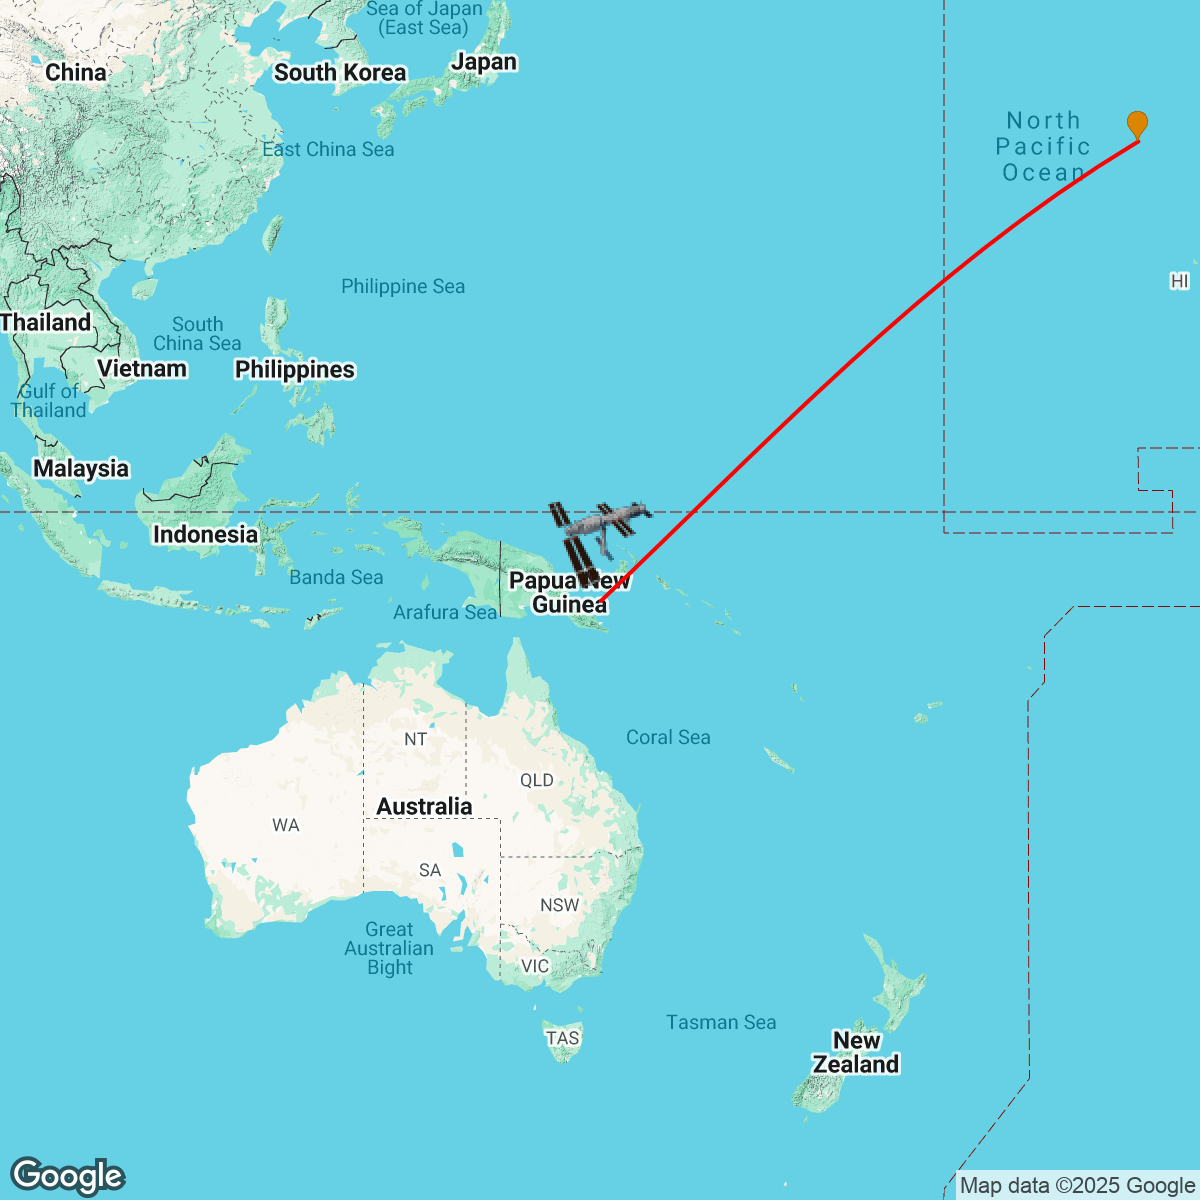 Sea of Japan
(East Sea)
Japan
China
South Korea
North
Pacific
Ocean
East China Sea
HI
Philippine Sea
Thailand
South
China Sea
Vietnam
Philippines
Gulf of
Thailand
Malaysia
Indonesia
Banda Sea
Papua New
Guinea
Arafura Sea
Coral Sea
NT
QLD
Australia
WA
SA
NSW
Great
Australian
Bight
VIC
Tasman Sea
TAS
New
Zealand
Google
Map data ©2025 Google